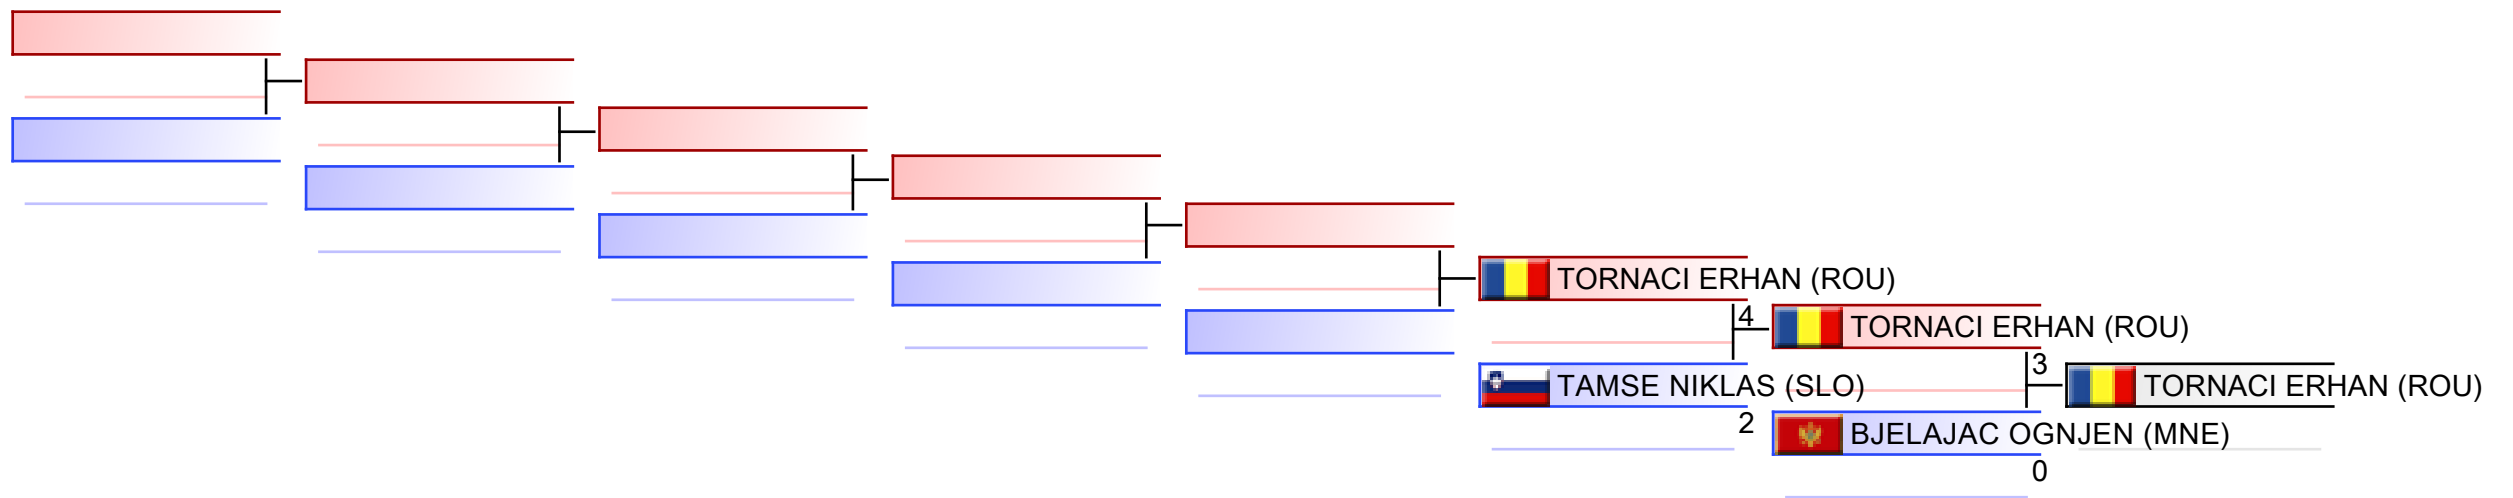 TORNACI ERHAN (ROU)
4
TAMSE NIKLAS (SLO)
2
TORNACI ERHAN (ROU)
3
BJELAJAC OGNJEN (MNE)
0
TORNACI ERHAN (ROU)